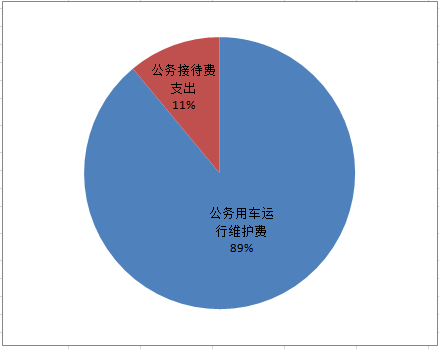 公务接待费
支出
11%
公务用车运
行维护费
89%